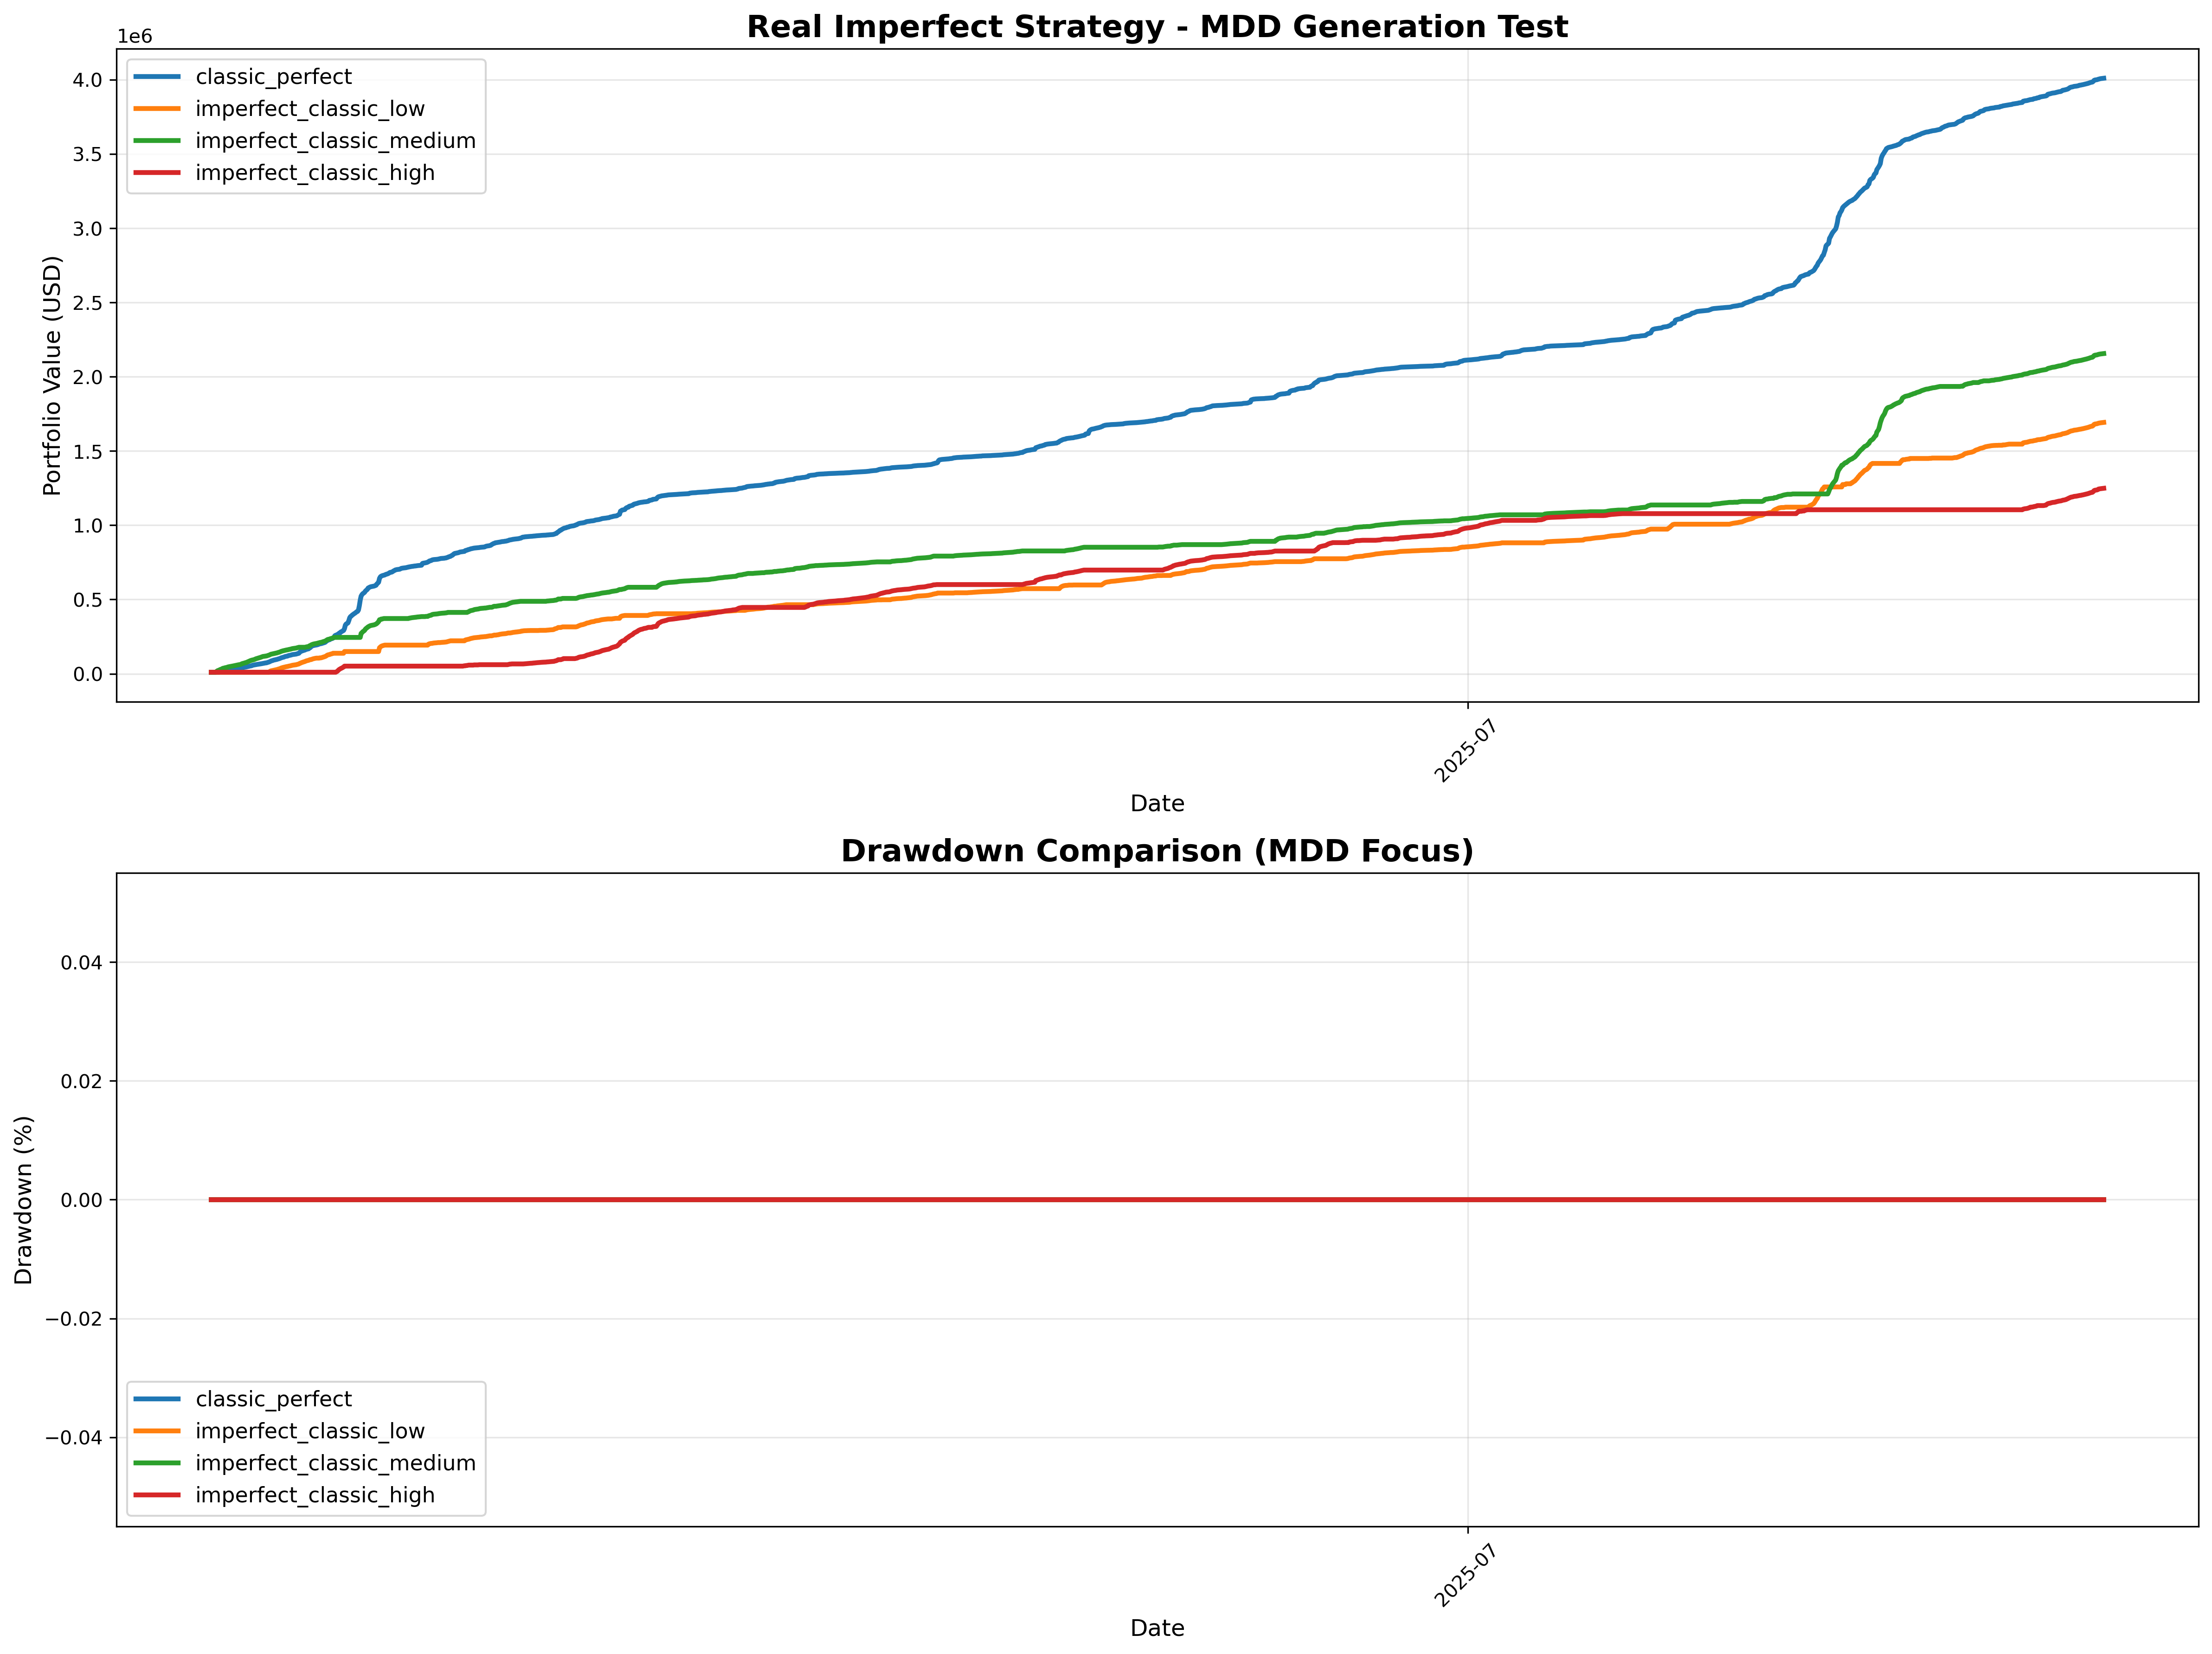 Real Imperfect Strategy - MDD Generation Test
1e6
classic_perfect
imperfect_classic_low
imperfect_classic_medium
imperfect_classic_high
4.0
3.5
3.0
2.5
2.0
1.5
1.0
0.5
0.0
Portfolio Value (USD)
2025-07
Date
Drawdown Comparison (MDD Focus)
0.04
0.02
0.00
−0.02
−0.04
Drawdown (%)
classic_perfect
imperfect_classic_low
imperfect_classic_medium
imperfect_classic_high
2025-07
Date